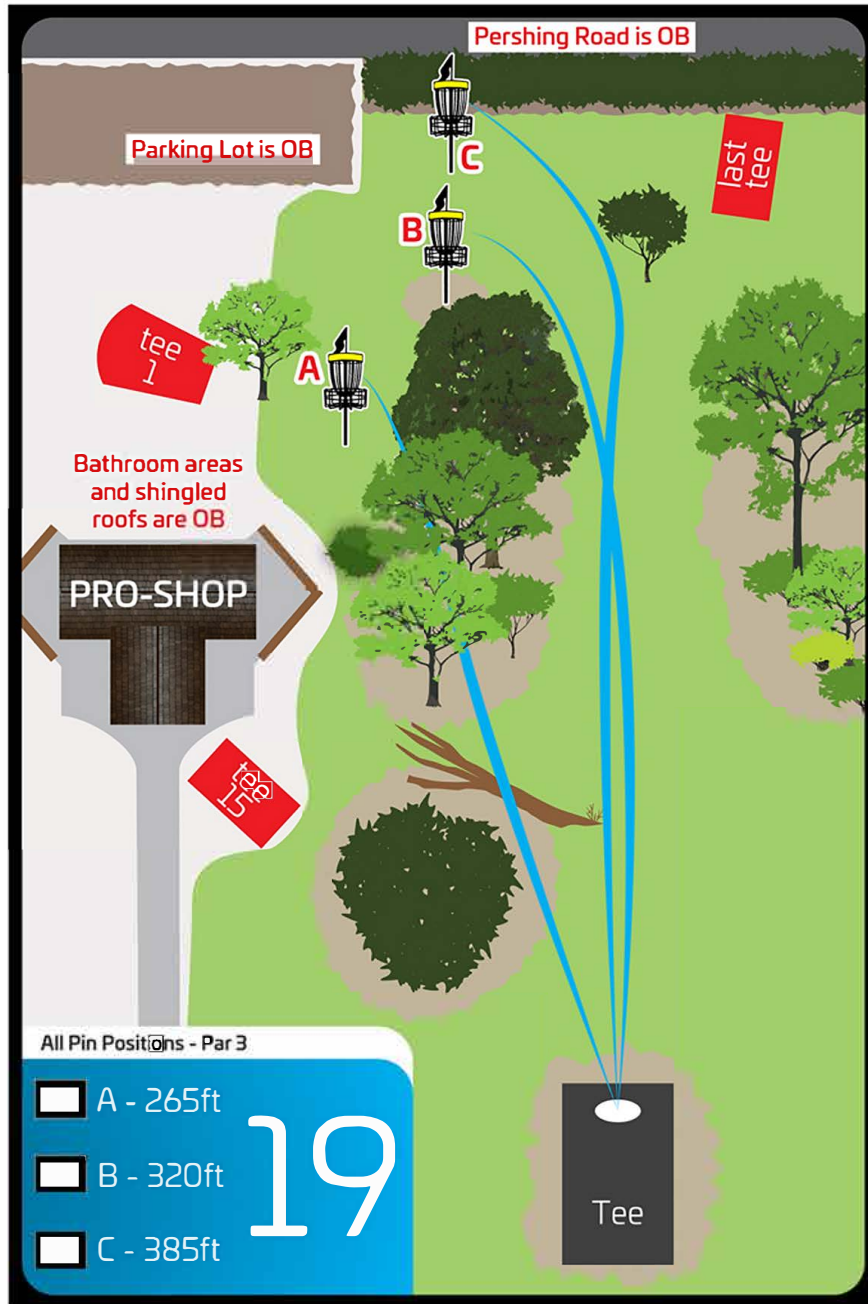 Pershing Road is OB
Parking Lot is OB
last
tee
C
B
A
tee
1
Bathroom areas
and shingled
roofs are OB
PRO-SHOP
tee
15
All Pin Positions - Par 3
A - 265ft
B - 320ft
C - 385ft
19
Tee